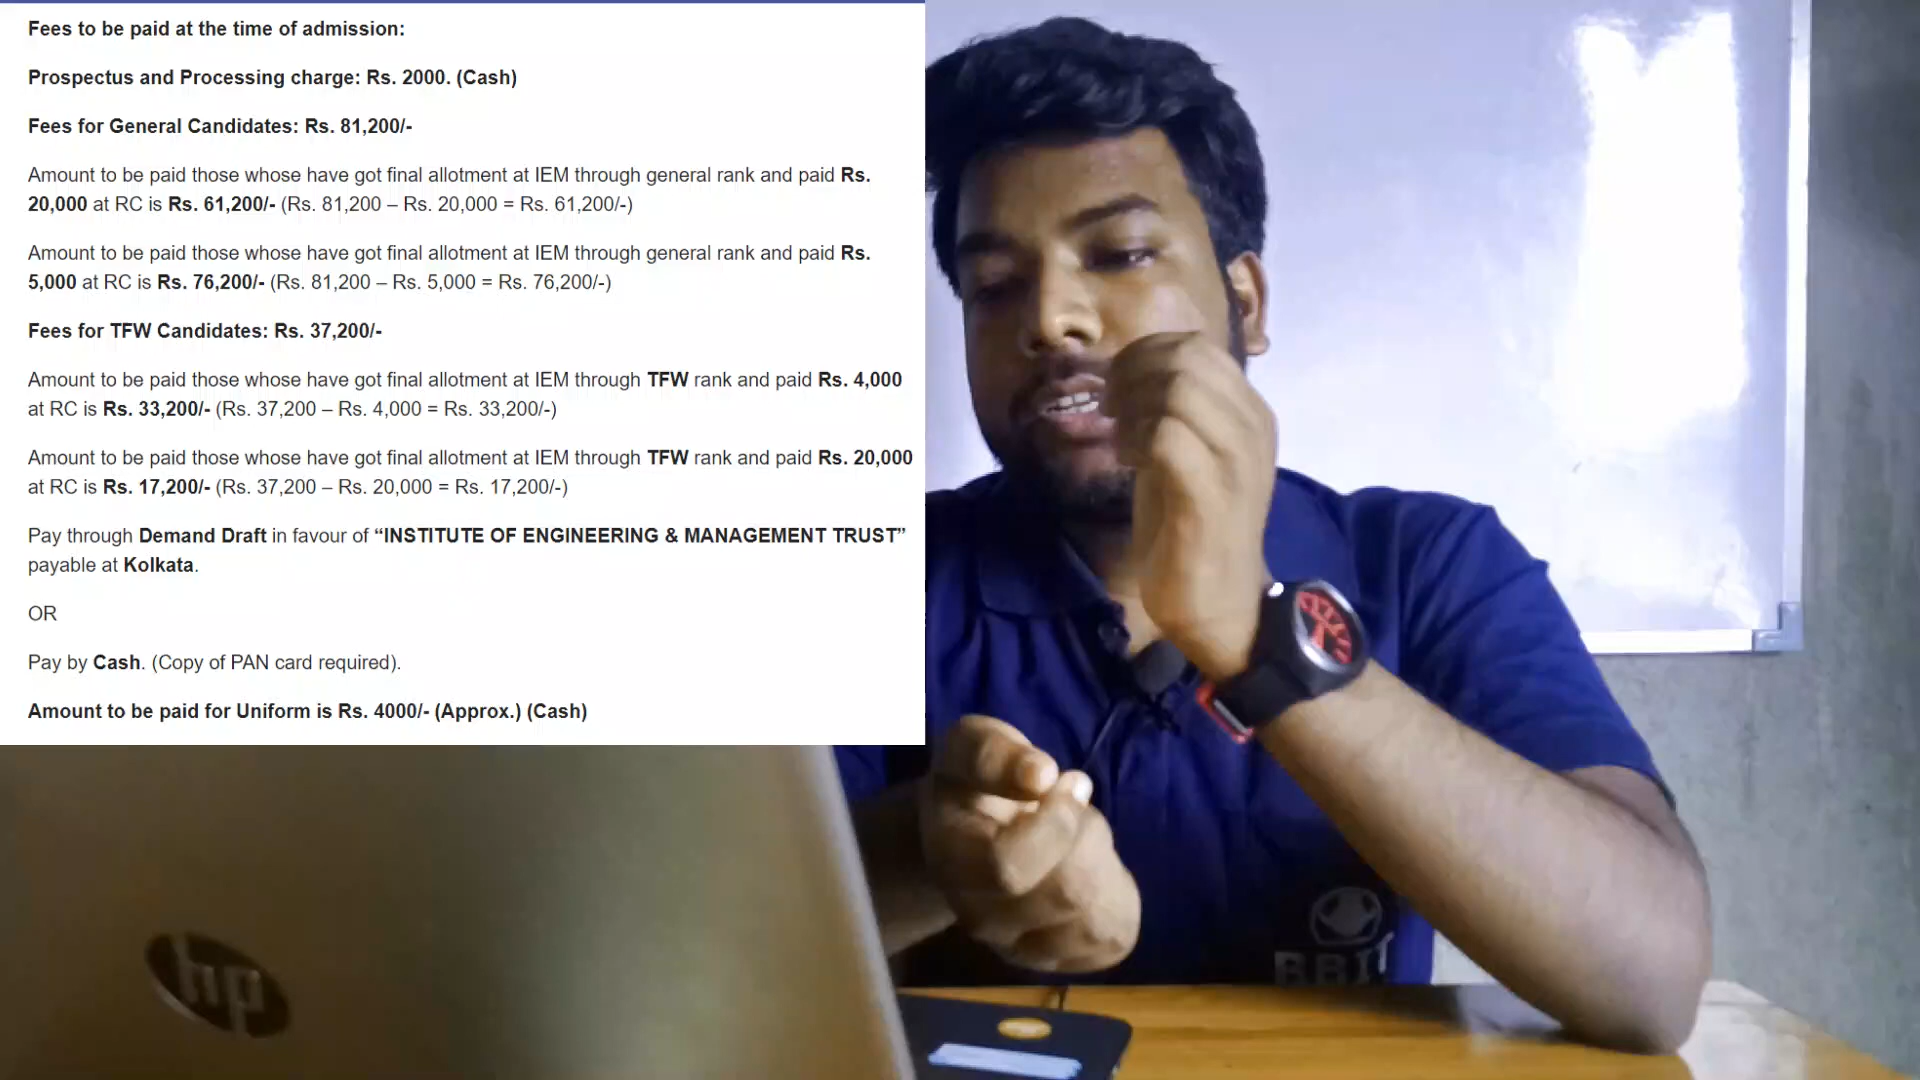 Fees to be paid at the time of admission:
Prospectus and Processing charge: Rs. 2000. (Cash)
Fees for General Candidates: Rs. 81,200/-
Amount to be paid those whose have got final allotment at IEM through general rank and paid Rs.
20,000 at RC is Rs. 61,200/- (Rs. 81,200 – Rs. 20,000 = Rs. 61,200/-)
Amount to be paid those whose have got final allotment at IEM through general rank and paid Rs.
5,000 at RC is Rs. 76,200/- (Rs. 81,200 – Rs. 5,000 = Rs. 76,200/-)
Fees for TFW Candidates: Rs. 37,200/-
Amount to be paid those whose have got final allotment at IEM through TFW rank and paid Rs. 4,000
at RC is Rs. 33,200/- (Rs. 37,200 – Rs. 4,000 = Rs. 33,200/-)
Amount to be paid those whose have got final allotment at IEM through TFW rank and paid Rs. 20,000
at RC is Rs. 17,200/- (Rs. 37,200 – Rs. 20,000 = Rs. 17,200/-)
Pay through Demand Draft in favour of “INSTITUTE OF ENGINEERING & MANAGEMENT TRUST”
payable at Kolkata.
OR
Pay by Cash. (Copy of PAN card required).
Amount to be paid for Uniform is Rs. 4000/- (Approx.) (Cash)
hp
BBIT